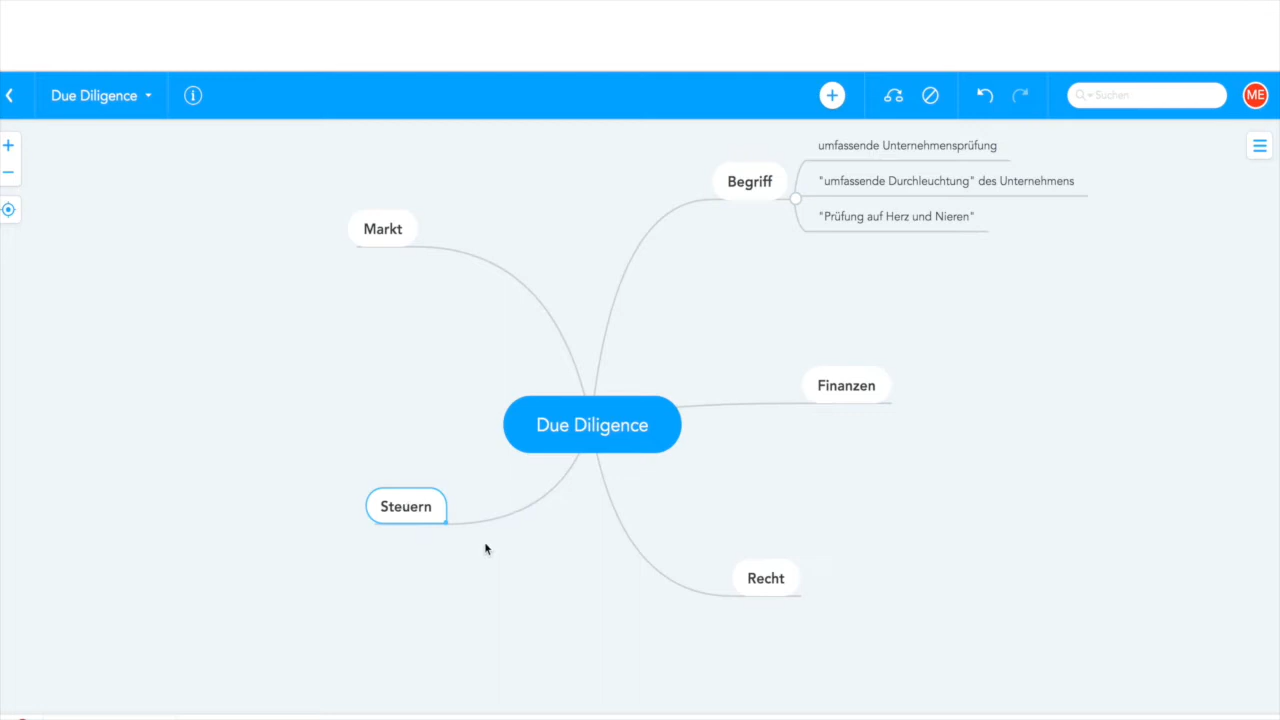 Due Diligence
Suchen
ME
umfassende Unternehmensprüfung
Begriff
"umfassende Durchleuchtung" des Unternehmens
"Prüfung auf Herz und Nieren"
Markt
Finanzen
Due Diligence
Steuern
Recht